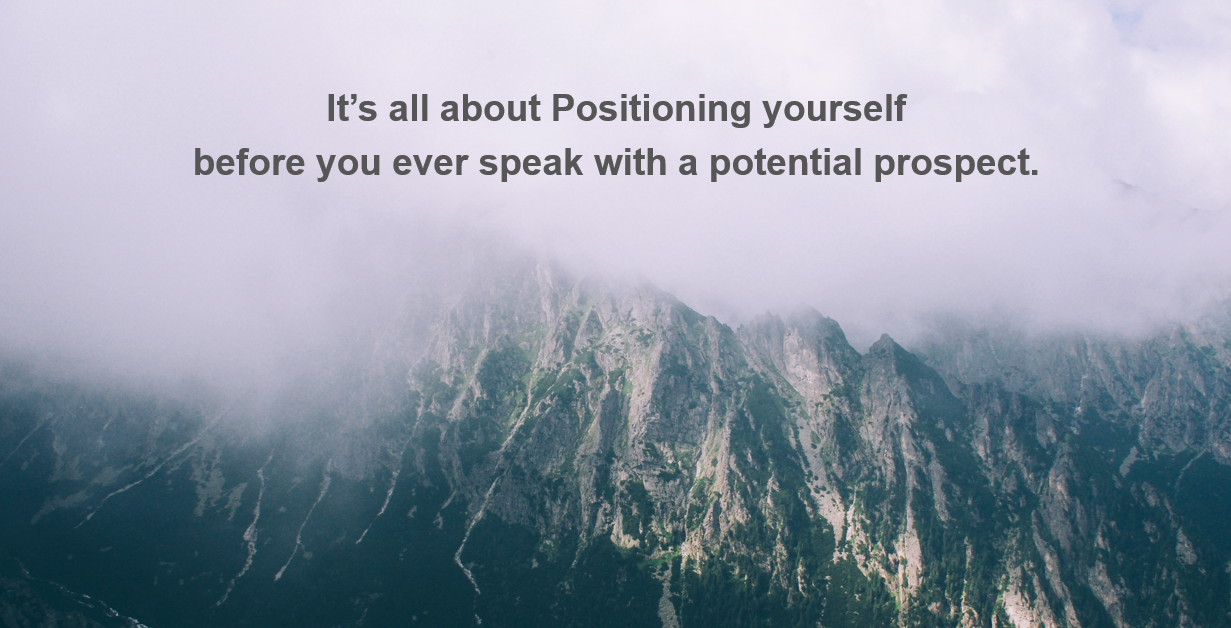 It’s all about Positioning yourself
before you ever speak with a potential prospect.